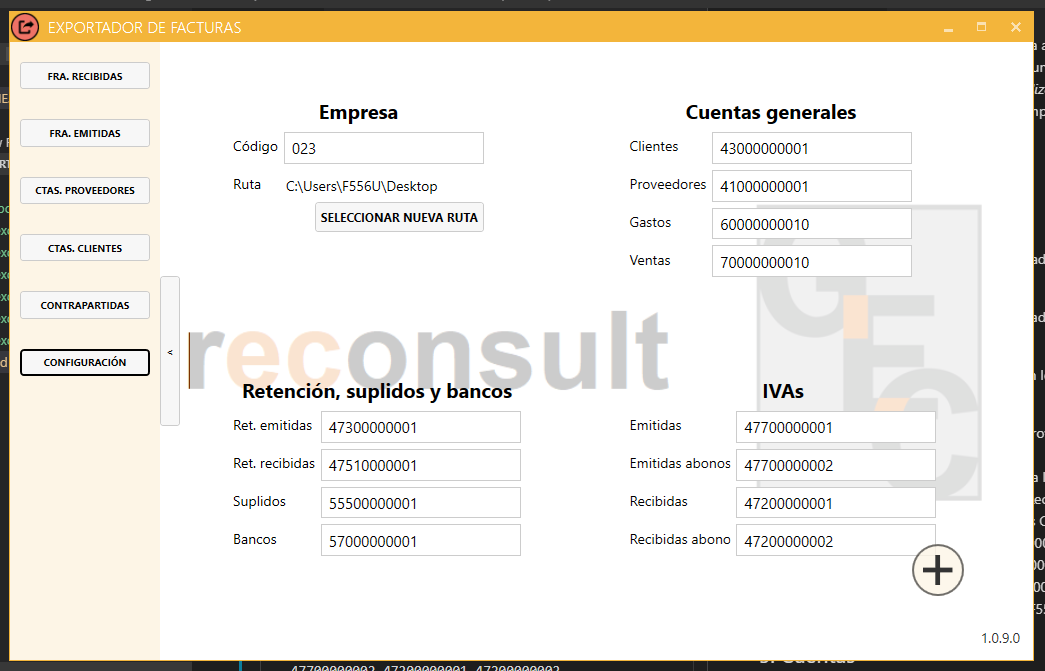 EXPORTADOR DE FACTURAS
FRA. RECIBIDAS
FRA. EMITIDAS
CTAS. PROVEEDORES
CTAS. CLIENTES
CONTRAPARTIDAS
CONFIGURACIÓN
<
Empresa
Código 023
Ruta C:\Users\F556U\Desktop
SELECCIONAR NUEVA RUTA
Cuentas generales
Clientes 43000000001
Proveedores 41000000001
Gastos 60000000010
Ventas 70000000010
reconsult
GEC
Retención, suplidos y bancos
Ret. emitidas 47300000001
Ret. recibidas 47510000001
Suplidos 55500000001
Bancos 57000000001
IVAs
Emitidas 47700000001
Emitidas abonos 47700000002
Recibidas 47200000001
Recibidas abono 47200000002
1.0.9.0